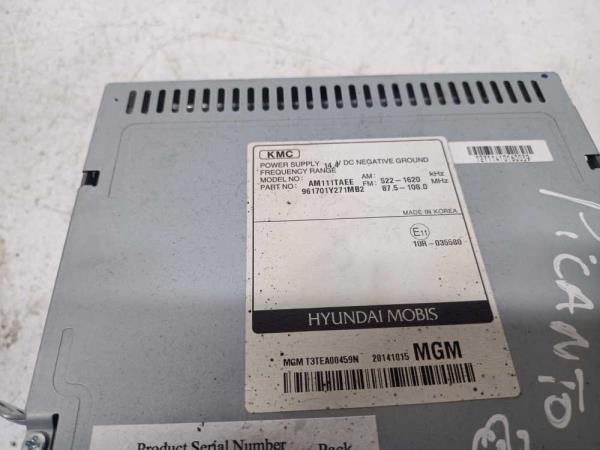 KMC
POWER SUPPLY 14.4V DC NEGATIVE GROUND
FREQUENCY RANGE
MODEL NO: AM111TAEE AM: 522-1620 kHz
PART NO: 961701Y271MB2 FM: 87.5-108.0 MHz
MADE IN KOREA
E11
10R-035580
HYUNDAI MOBIS
MGM T3TEA00459N 20141015 MGM
Product Serial Number Pack
PiCANTO